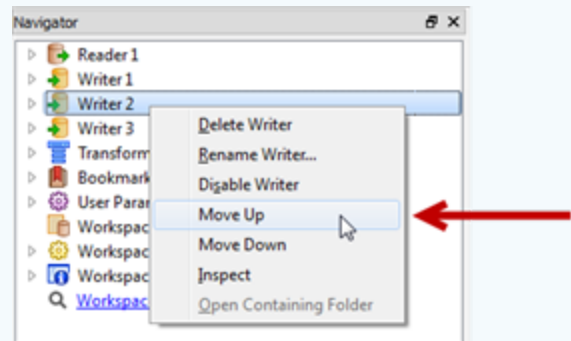 Navigator
Reader 1
Writer 1
Writer 2
Writer 3
Transform
Bookmark
User Parar
Workspac
Workspac
Workspac
Workspac
Delete Writer
Rename Writer...
Disable Writer
Move Up
Move Down
Inspect
Open Containing Folder